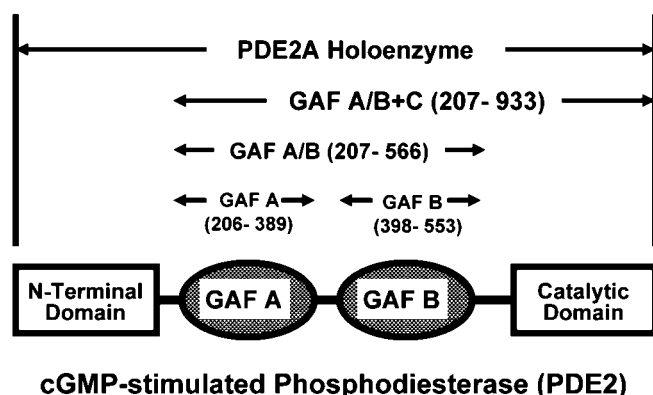 PDE2A Holoenzyme
GAF A/B+C (207- 933)
GAF A/B (207- 566)
GAF A
(206- 389)
GAF B
(398- 553)
N-Terminal
Domain
GAF A
GAF B
Catalytic
Domain
cGMP-stimulated Phosphodiesterase (PDE2)